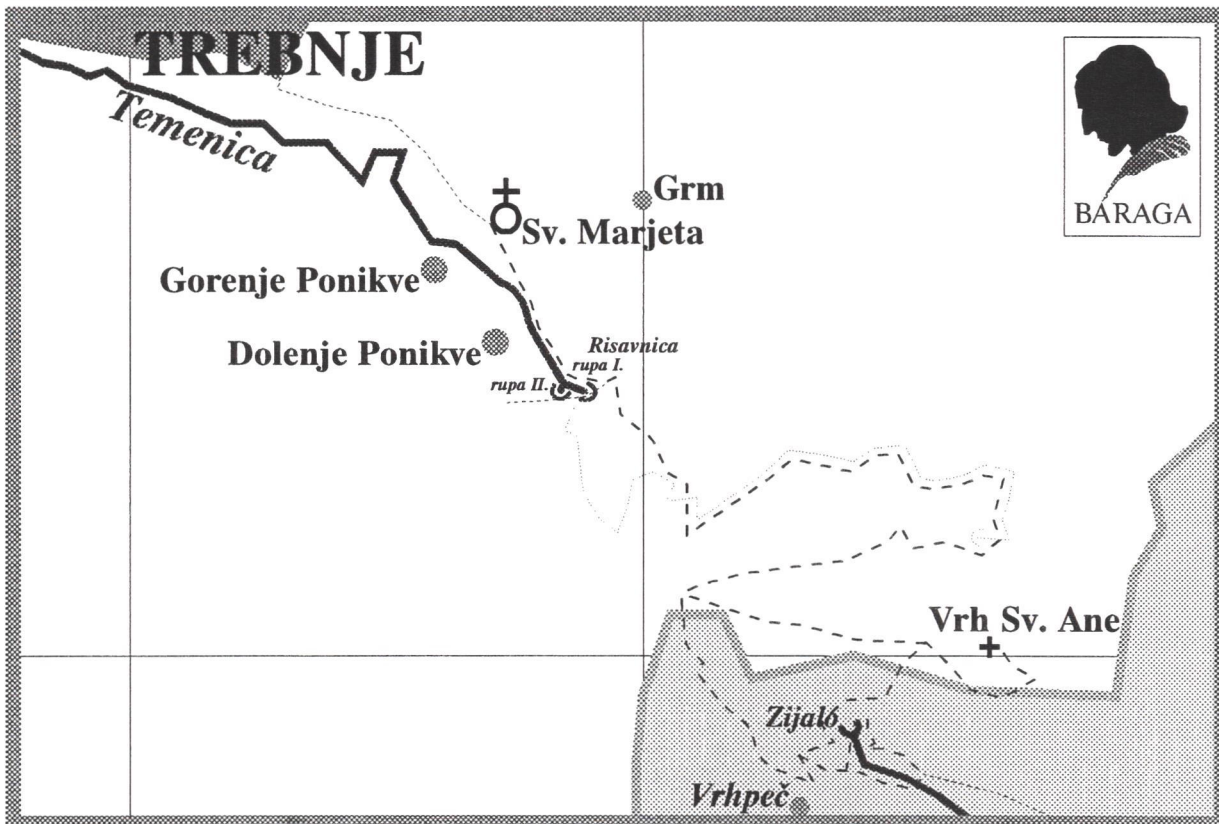 TREBNJE
Temenica
BARAGA
Grm
Sv. Marjeta
Gorenje Ponikve
Dolenje Ponikve
Risavnica
rupa I.
rupa II.
Vrh Sv. Ane
Zijaló
Vrhpeč